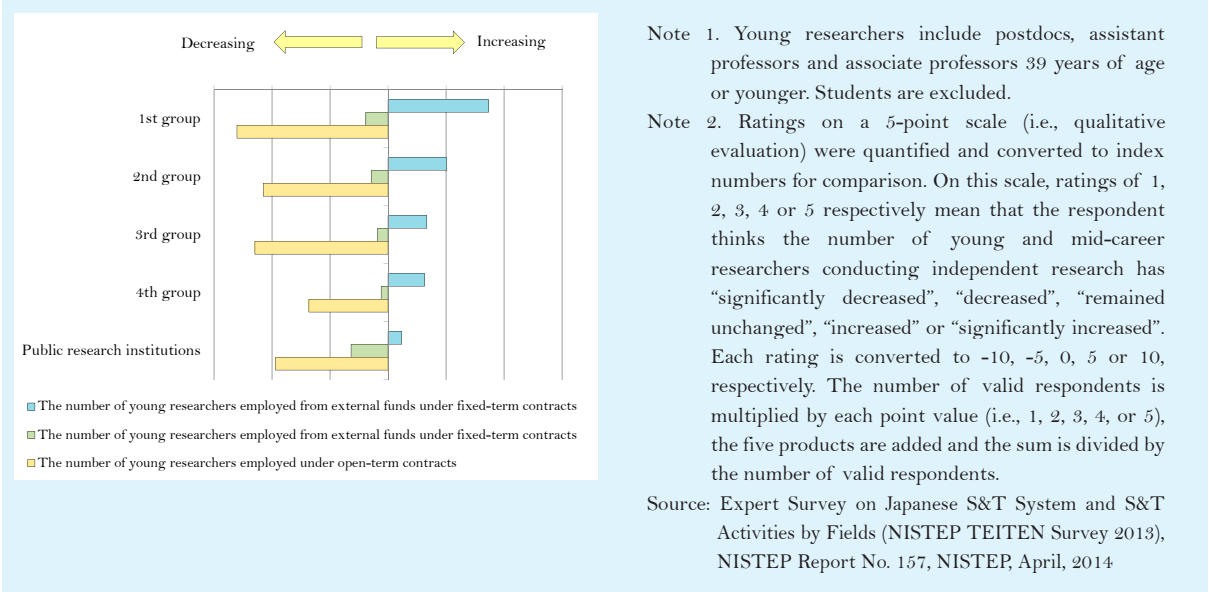 Decreasing
Increasing
1st group
2nd group
3rd group
4th group
Public research institutions
The number of young researchers employed from external funds under fixed-term contracts
The number of young researchers employed from external funds under fixed-term contracts
The number of young researchers employed under open-term contracts
Note 1. Young researchers include postdocs, assistant
professors and associate professors 39 years of age
or younger. Students are excluded.
Note 2. Ratings on a 5-point scale (i.e., qualitative
evaluation) were quantified and converted to index
numbers for comparison. On this scale, ratings of 1,
2, 3, 4 or 5 respectively mean that the respondent
thinks the number of young and mid-career
researchers conducting independent research has
“significantly decreased”, “decreased”, “remained
unchanged”, “increased” or “significantly increased”.
Each rating is converted to -10, -5, 0, 5 or 10,
respectively. The number of valid respondents is
multiplied by each point value (i.e., 1, 2, 3, 4, or 5),
the five products are added and the sum is divided by
the number of valid respondents.
Source: Expert Survey on Japanese S&T System and S&T
Activities by Fields (NISTEP TEITEN Survey 2013),
NISTEP Report No. 157, NISTEP, April, 2014